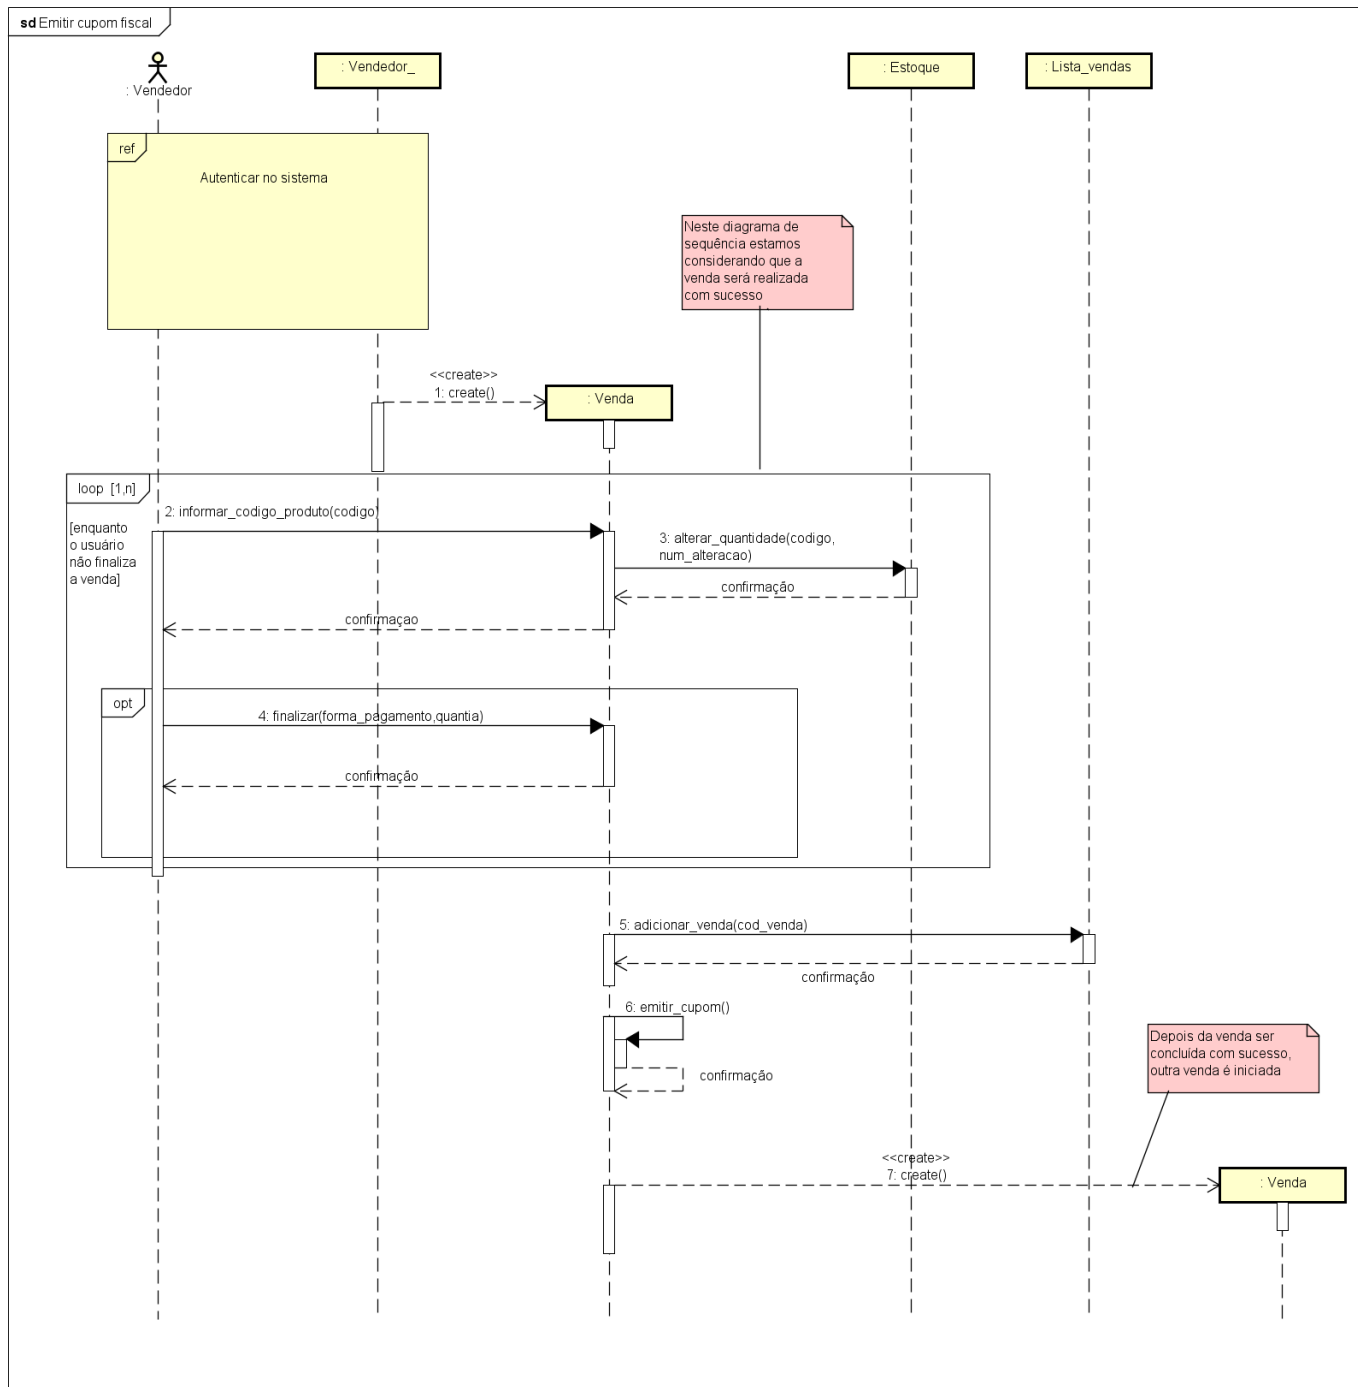 sd Emitir cupom fiscal
: Vendedor
: Vendedor_
: Estoque
: Lista_vendas
ref
Autenticar no sistema
Neste diagrama de
sequência estamos
considerando que a
venda será realizada
com sucesso
<<create>>
1: create()
: Venda
loop [1,n]
[enquanto
o usuário
não finaliza
a venda]
2: informar_codigo_produto(codigo)
3: alterar_quantidade(codigo,
num_alteracao)
confirmação
confirmaçao
opt
4: finalizar(forma_pagamento,quantia)
confirmação
5: adicionar_venda(cod_venda)
confirmação
6: emitir_cupom()
confirmação
Depois da venda ser
concluída com sucesso,
outra venda é iniciada
<<create>>
7: create()
: Venda